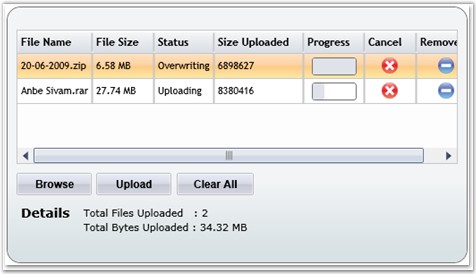 File Name File Size Status Size Uploaded Progress Cancel Remove
20-06-2009.zip 6.58 MB Overwriting 6898627
Anbe Sivam.rar 27.74 MB Uploading 8380416
Browse Upload Clear All
Details Total Files Uploaded : 2
Total Bytes Uploaded : 34.32 MB